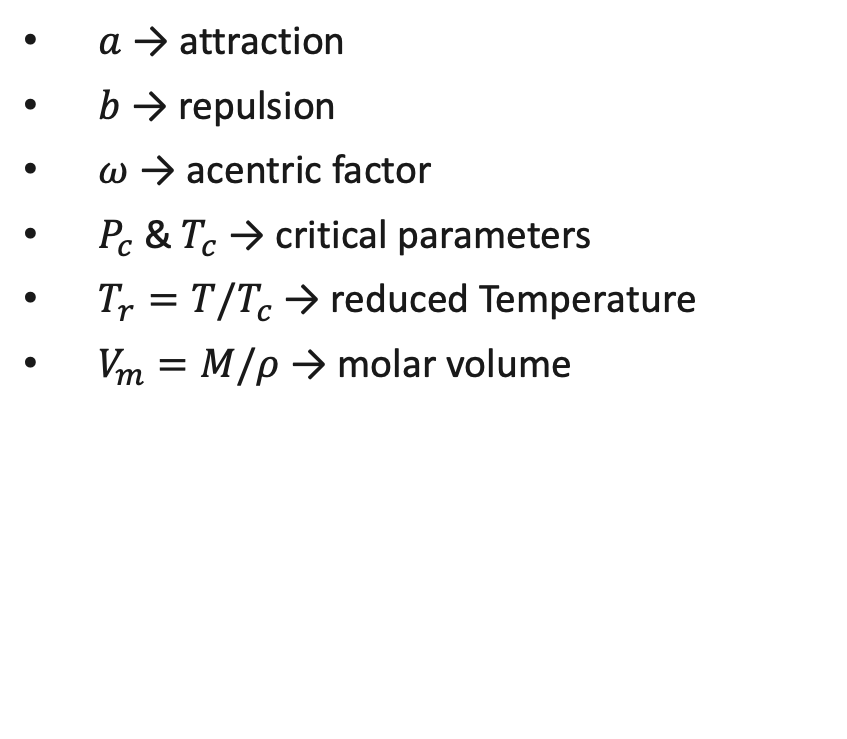 • a → attraction
• b → repulsion
• ω → acentric factor
• P_c & T_c → critical parameters
• T_r = T/T_c → reduced Temperature
• V_m = M/ρ → molar volume